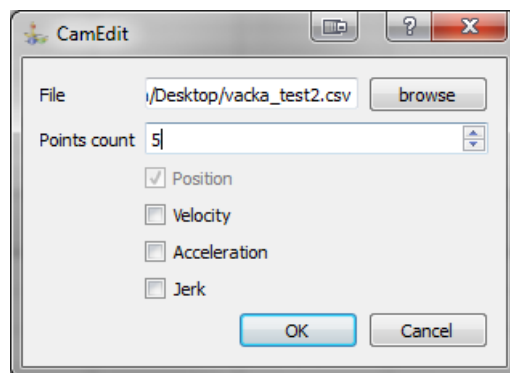 CamEdit
File /Desktop/vacka_test2.csv browse
Points count 5
Position
Velocity
Acceleration
Jerk
OK Cancel